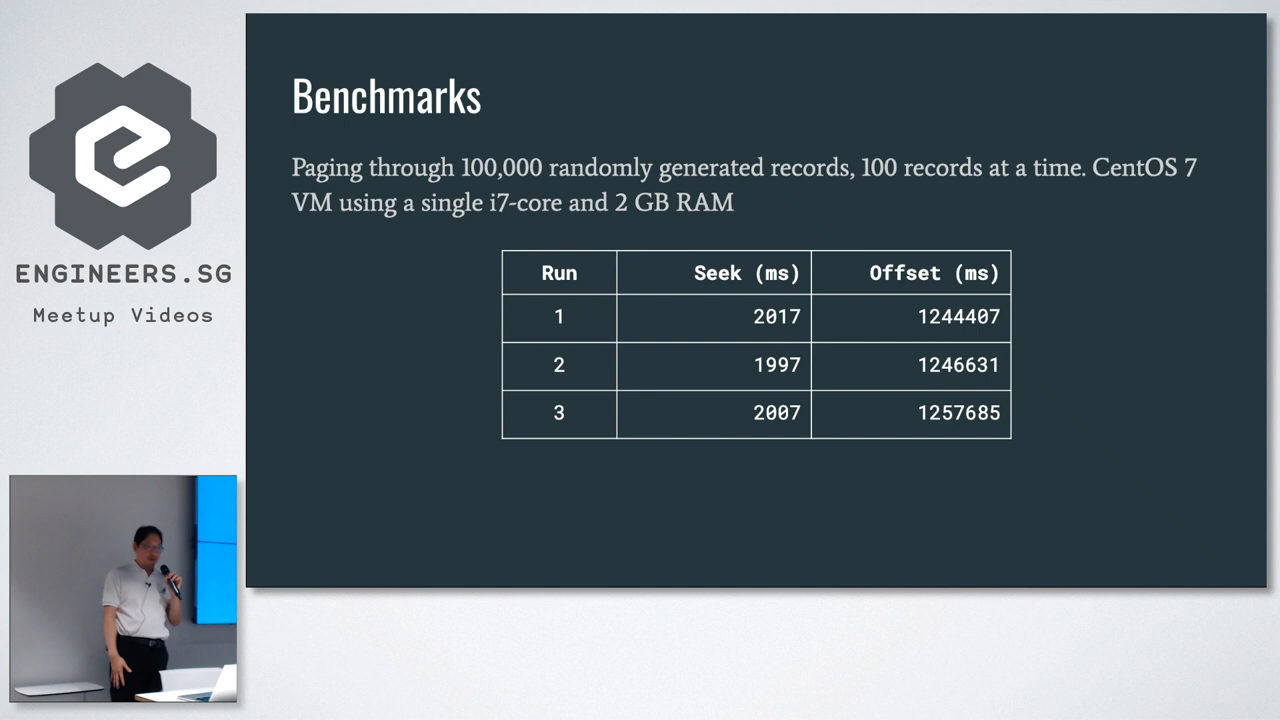 Benchmarks
Paging through 100,000 randomly generated records, 100 records at a time. CentOS 7
VM using a single i7-core and 2 GB RAM
Run Seek (ms) Offset (ms)
1 2017 1244407
2 1997 1246631
3 2007 1257685
ENGINEERS.SG
Meetup Videos